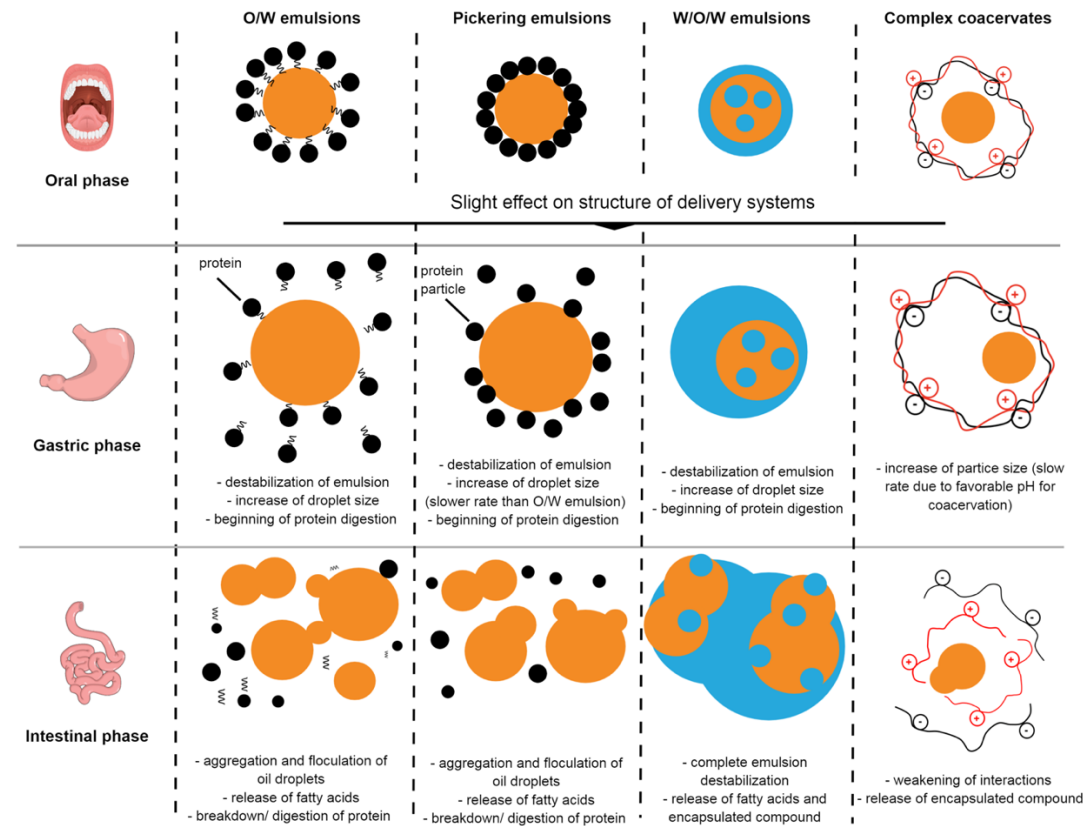 O/W emulsions
Pickering emulsions
W/O/W emulsions
Complex coacervates
+
-
-
+
+
+
-
-
Oral phase
Slight effect on structure of delivery systems
protein
protein
particle
+
+
-
-
+
+
-
-
Gastric phase
- destabilization of emulsion
- increase of droplet size
- beginning of protein digestion
- destabilization of emulsion
- increase of droplet size
(slower rate than O/W emulsion)
- beginning of protein digestion
- destabilization of emulsion
- increase of droplet size
- beginning of protein digestion
- increase of partice size (slow
rate due to favorable pH for
coacervation)
-
+
-
+
+
+
-
-
Intestinal phase
- aggregation and floculation of
oil droplets
- release of fatty acids
- breakdown/ digestion of protein
- aggregation and floculation of
oil droplets
- release of fatty acids
- breakdown/ digestion of protein
- complete emulsion
destabilization
- release of fatty acids and
encapsulated compound
- weakening of interactions
- release of encapsulated compound